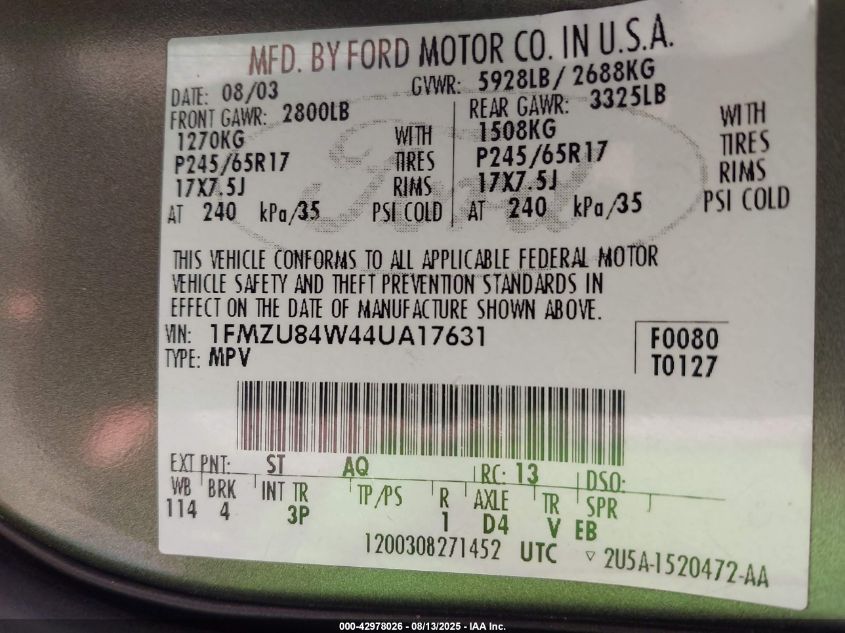 MFD. BY FORD MOTOR CO. IN U.S.A.
DATE: 08/03 GVWR: 5928LB / 2688KG
FRONT GAWR: 2800LB REAR GAWR: 3325LB
1270KG WITH 1508KG WITH
P245/65R17 TIRES P245/65R17 TIRES
17X7.5J RIMS 17X7.5J RIMS
AT 240 kPa/35 PSI COLD AT 240 kPa/35 PSI COLD
Ford
THIS VEHICLE CONFORMS TO ALL APPLICABLE FEDERAL MOTOR
VEHICLE SAFETY AND THEFT PREVENTION STANDARDS IN
EFFECT ON THE DATE OF MANUFACTURE SHOWN ABOVE.
VIN: 1FMZU84W44UA17631 F0080
TYPE: MPV T0127
EXT PNT: ST AQ RC: 13 DSO:
WB BRK INT TR TP/PS R AXLE TR SPR
114 4 3P 1 D4 V EB
1200308271452 UTC ▽ 2U5A-1520472-AA
000-42978026 - 08/13/2025 - IAA Inc.